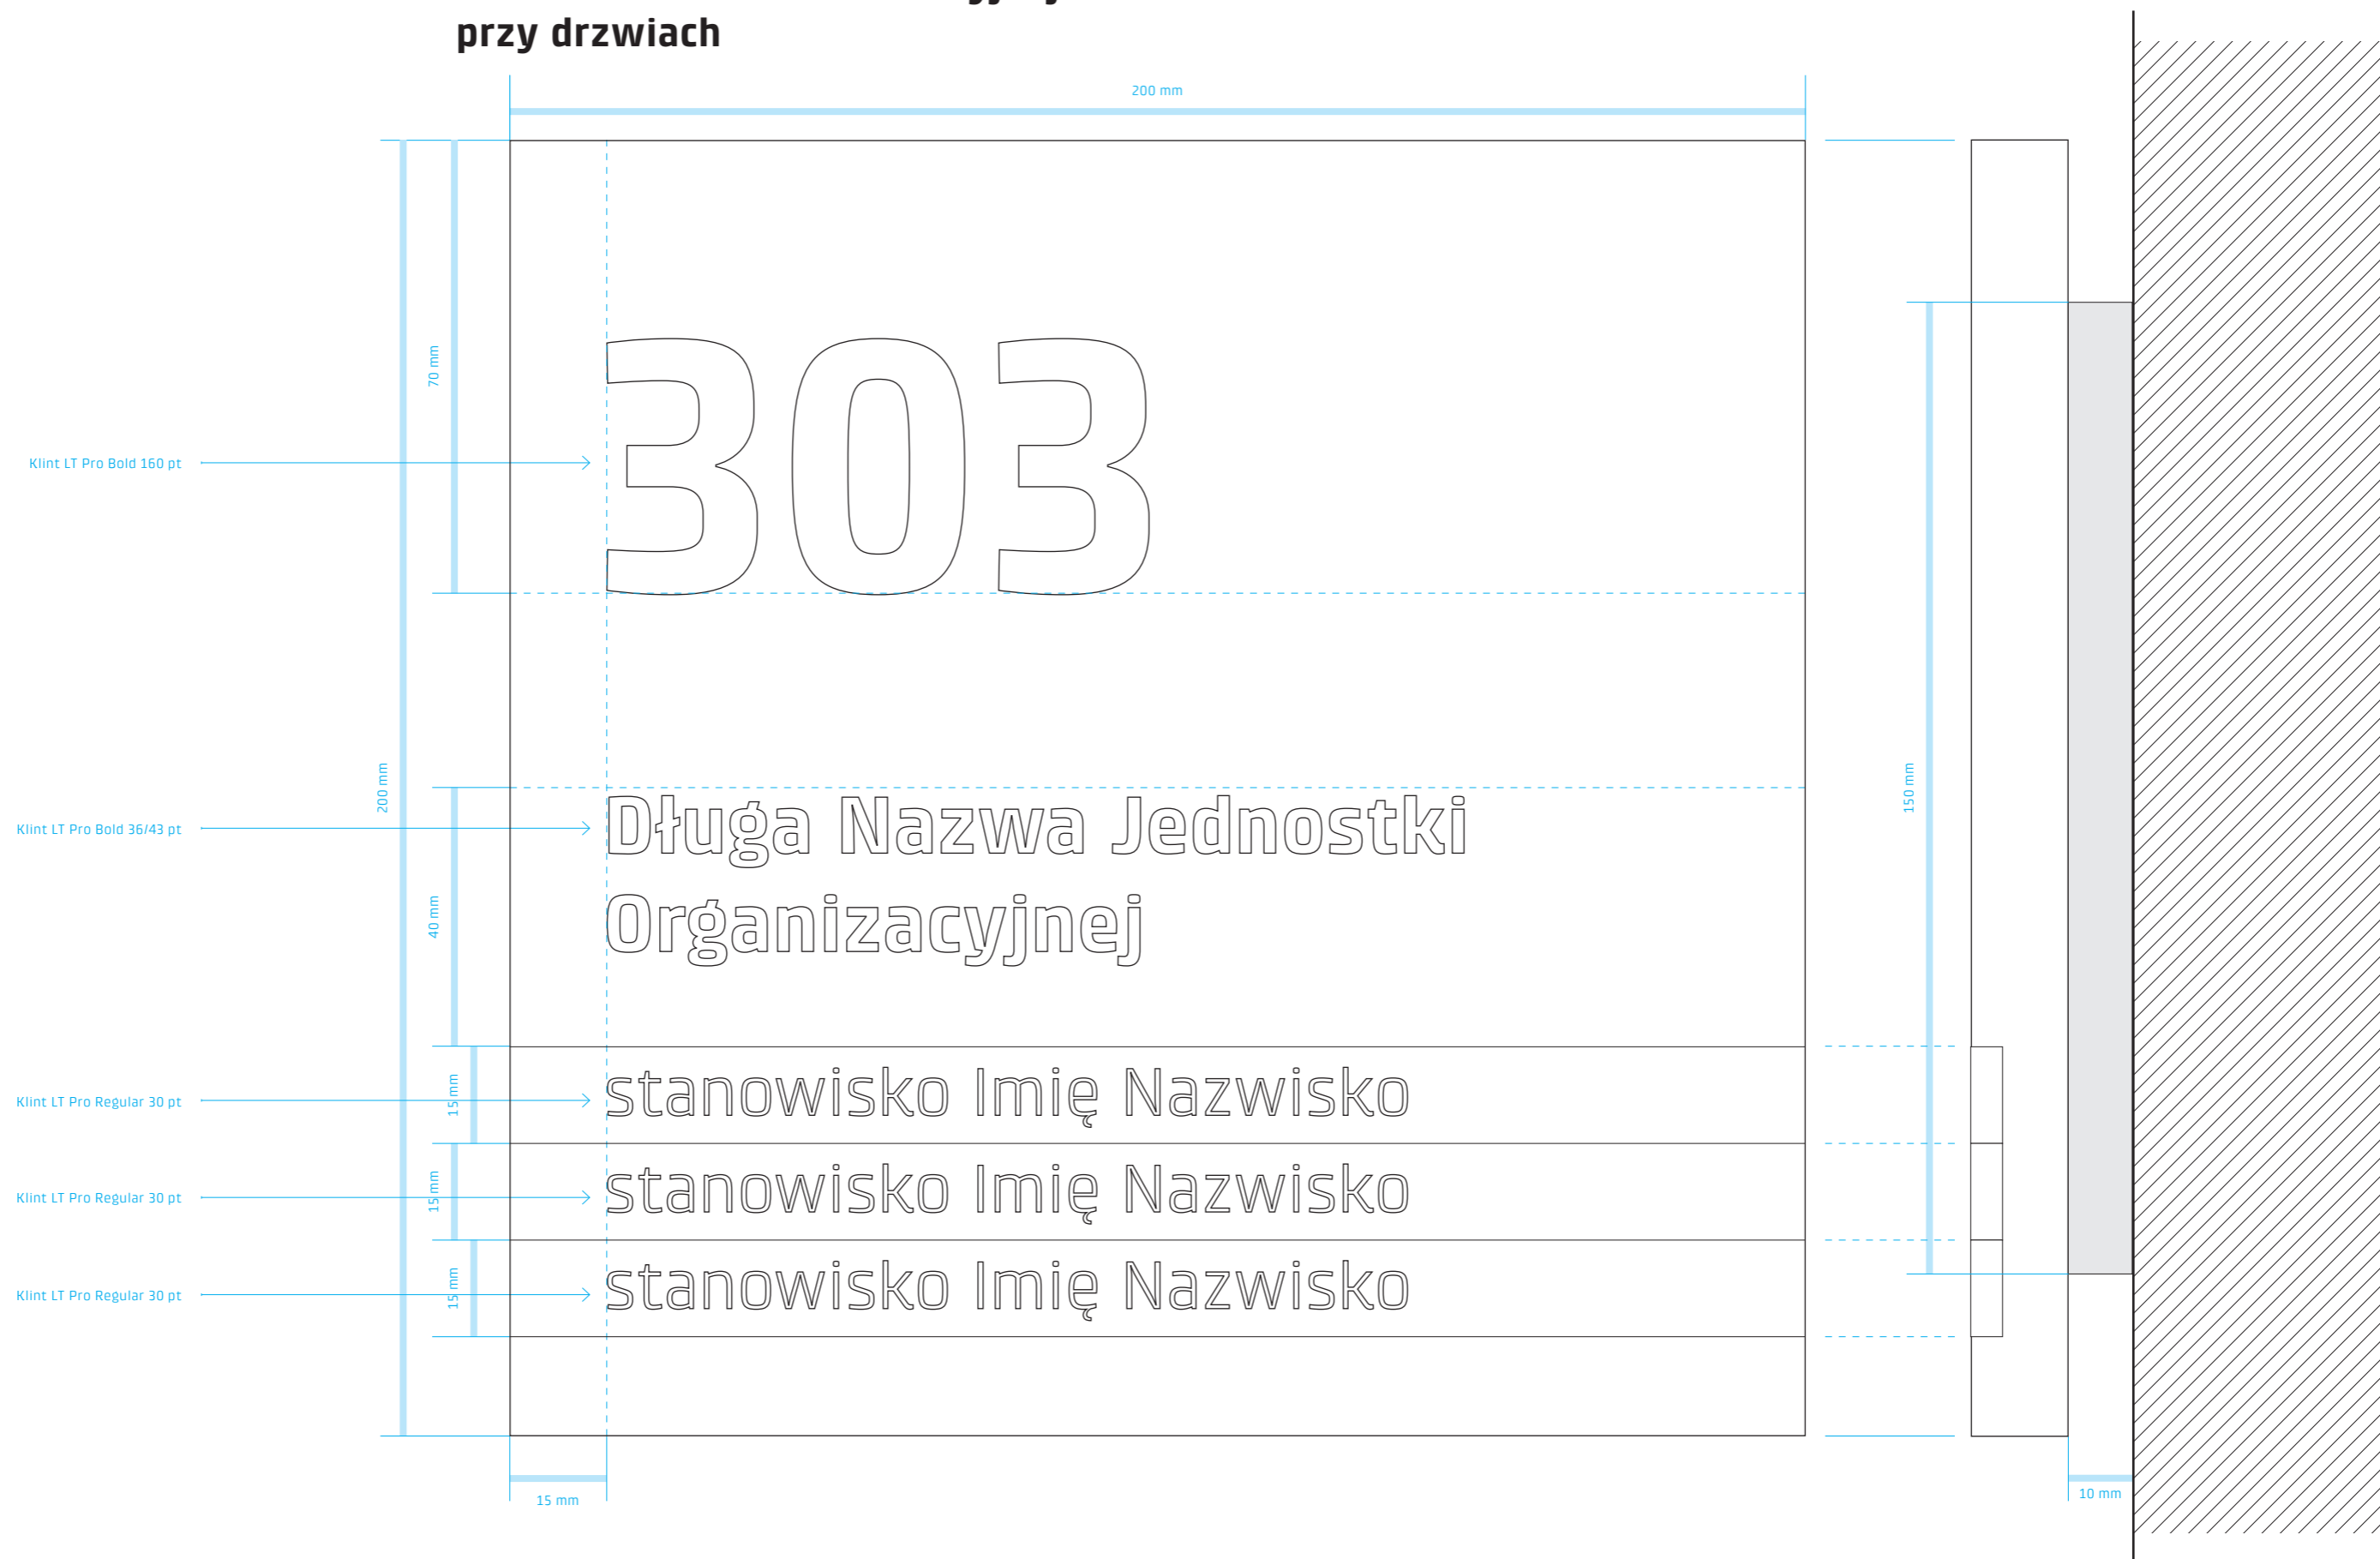 przy drzwiach
200 mm
70 mm
303
Klint LT Pro Bold 160 pt
200 mm
150 mm
Klint LT Pro Bold 36/43 pt
Długa Nazwa Jednostki
Organizacyjnej
40 mm
Klint LT Pro Regular 30 pt
15 mm
stanowisko Imię Nazwisko
Klint LT Pro Regular 30 pt
15 mm
stanowisko Imię Nazwisko
Klint LT Pro Regular 30 pt
15 mm
stanowisko Imię Nazwisko
15 mm
10 mm